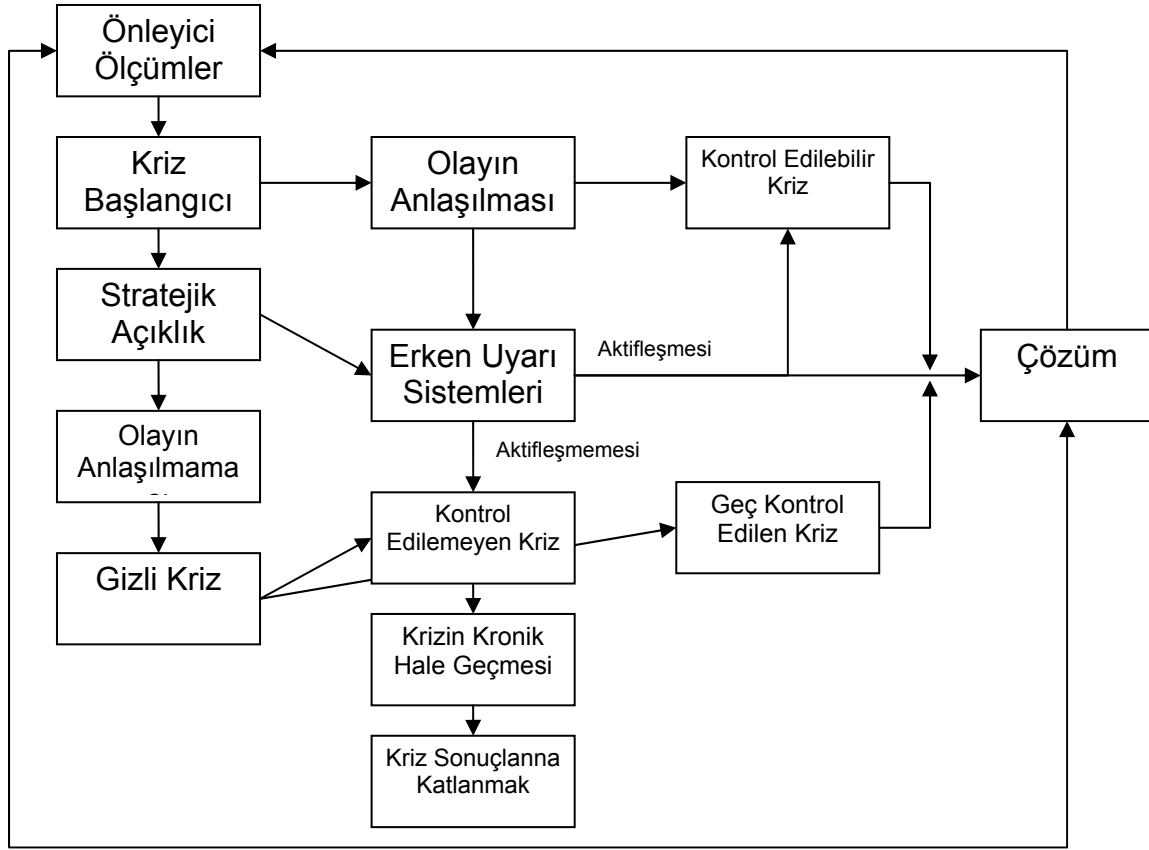 Önleyici
Ölçümler
Kriz
Başlangıcı
Olayın
Anlaşılması
Kontrol Edilebilir
Kriz
Stratejik
Açıklık
Erken Uyarı
Sistemleri
Aktifleşmesi
Çözüm
Olayın
Anlaşılmama
Aktifleşmemesi
Kontrol
Edilemeyen Kriz
Geç Kontrol
Edilen Kriz
Gizli Kriz
Krizin Kronik
Hale Geçmesi
Kriz Sonuçlanna
Katlanmak